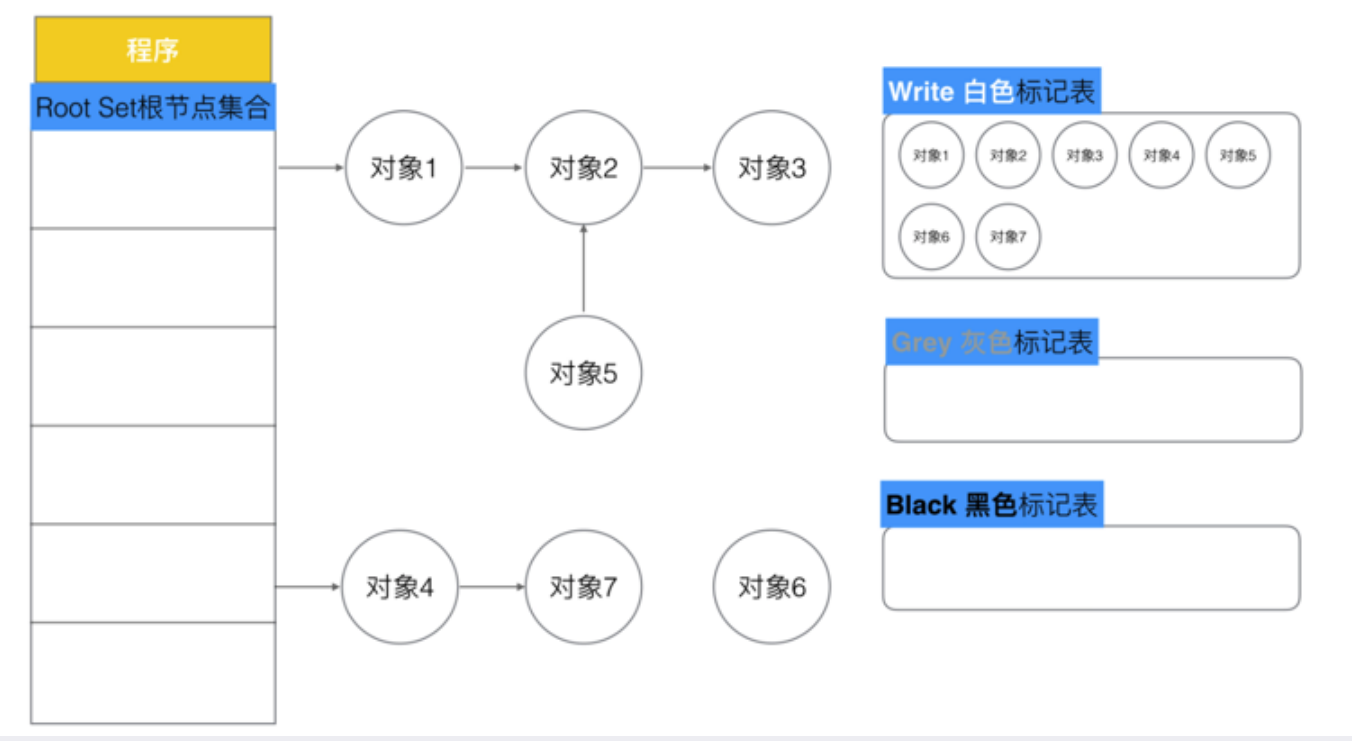 程序
Root Set根节点集合
对象1
对象2
对象3
对象5
对象4
对象7
对象6
Write 白色标记表
对象1 对象2 对象3 对象4 对象5
对象6 对象7
Grey 灰色标记表
Black 黑色标记表